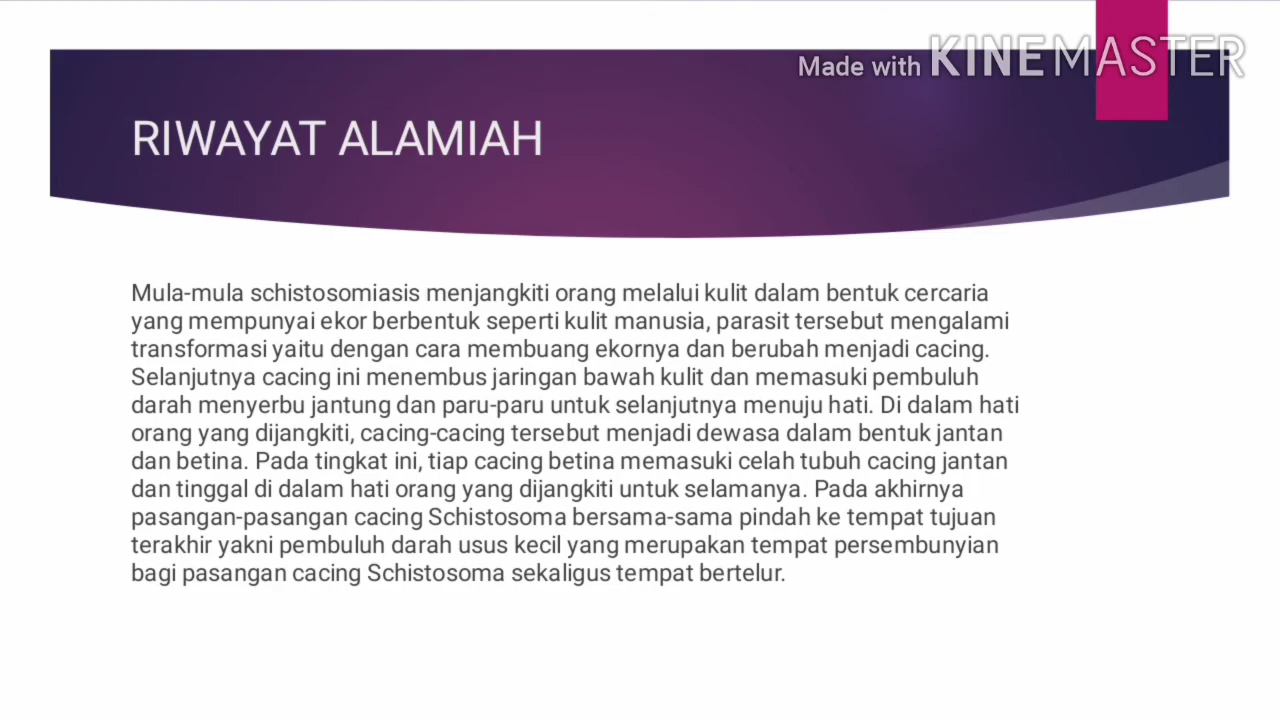 Made with KINEMASTER
RIWAYAT ALAMIAH
Mula-mula schistosomiasis menjangkiti orang melalui kulit dalam bentuk cercaria
yang mempunyai ekor berbentuk seperti kulit manusia, parasit tersebut mengalami
transformasi yaitu dengan cara membuang ekornya dan berubah menjadi cacing.
Selanjutnya cacing ini menembus jaringan bawah kulit dan memasuki pembuluh
darah menyerbu jantung dan paru-paru untuk selanjutnya menuju hati. Di dalam hati
orang yang dijangkiti, cacing-cacing tersebut menjadi dewasa dalam bentuk jantan
dan betina. Pada tingkat ini, tiap cacing betina memasuki celah tubuh cacing jantan
dan tinggal di dalam hati orang yang dijangkiti untuk selamanya. Pada akhirnya
pasangan-pasangan cacing Schistosoma bersama-sama pindah ke tempat tujuan
terakhir yakni pembuluh darah usus kecil yang merupakan tempat persembunyian
bagi pasangan cacing Schistosoma sekaligus tempat bertelur.